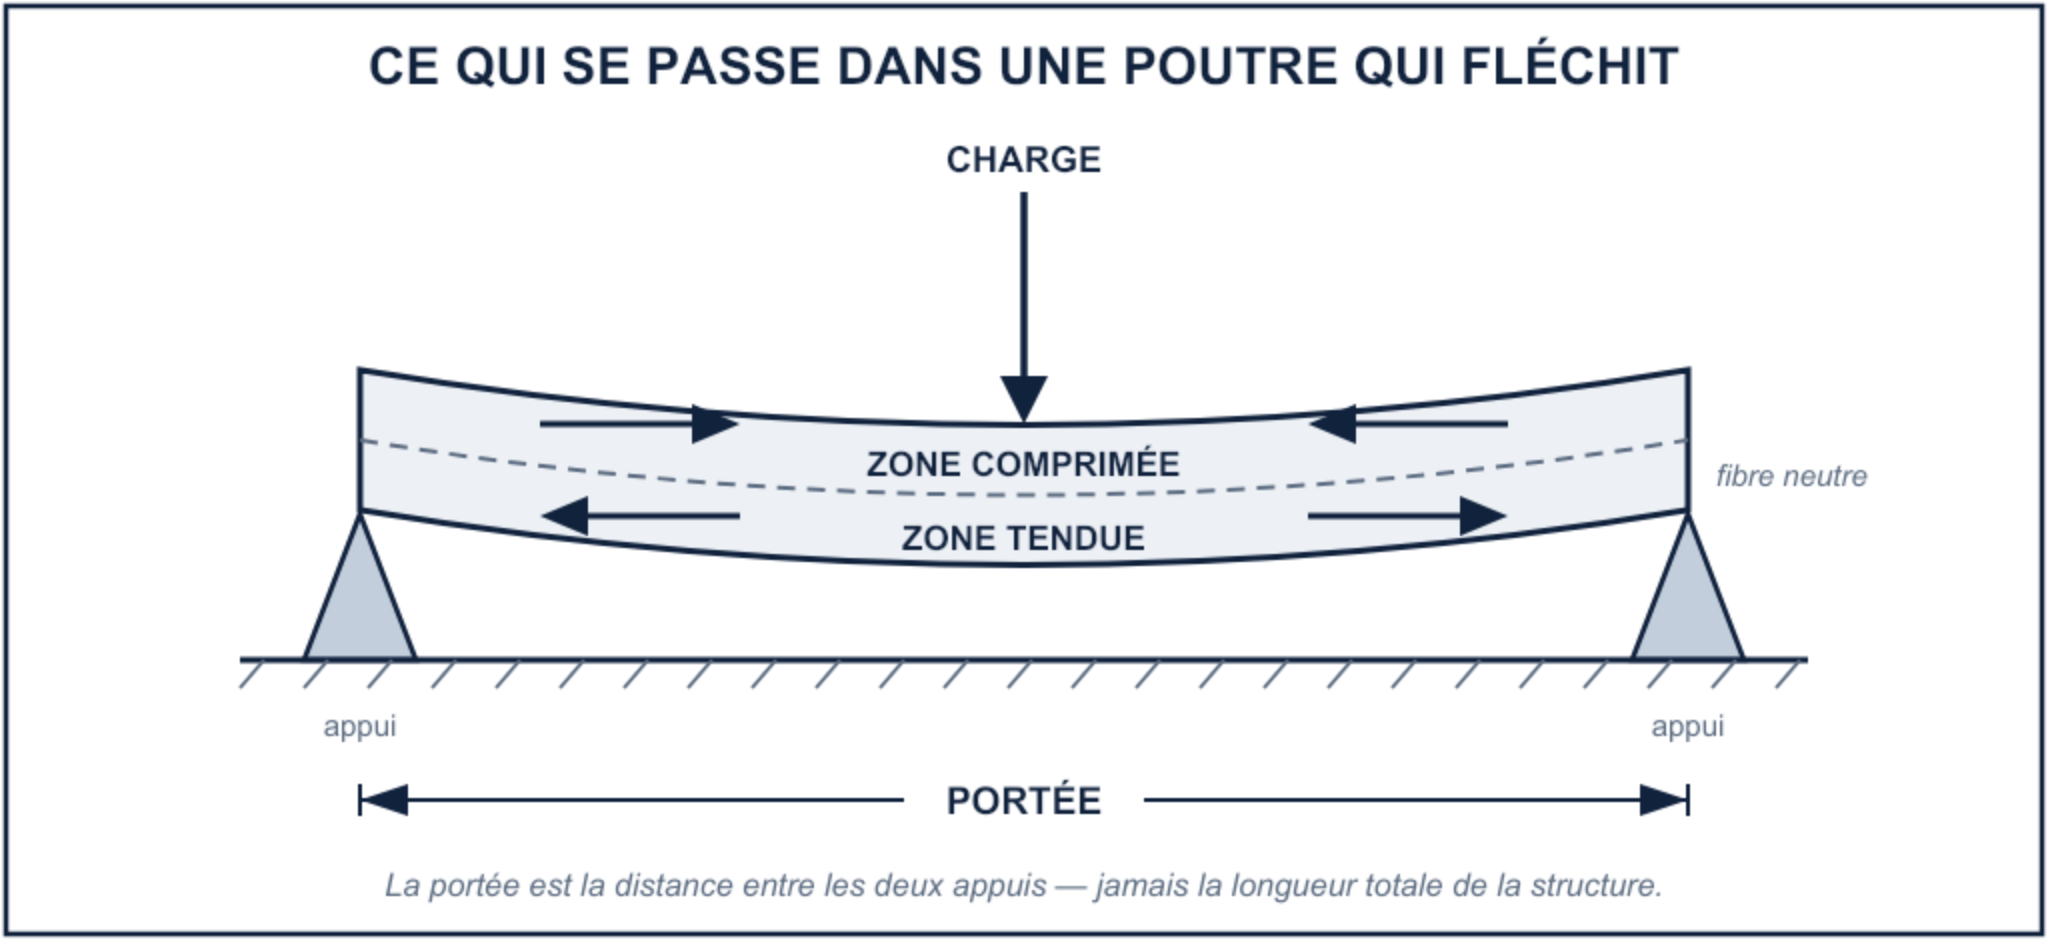 CE QUI SE PASSE DANS UNE POUTRE QUI FLÉCHIT
CHARGE
ZONE COMPRIMÉE
fibre neutre
ZONE TENDUE
appui
appui
PORTÉE
La portée est la distance entre les deux appuis — jamais la longueur totale de la structure.